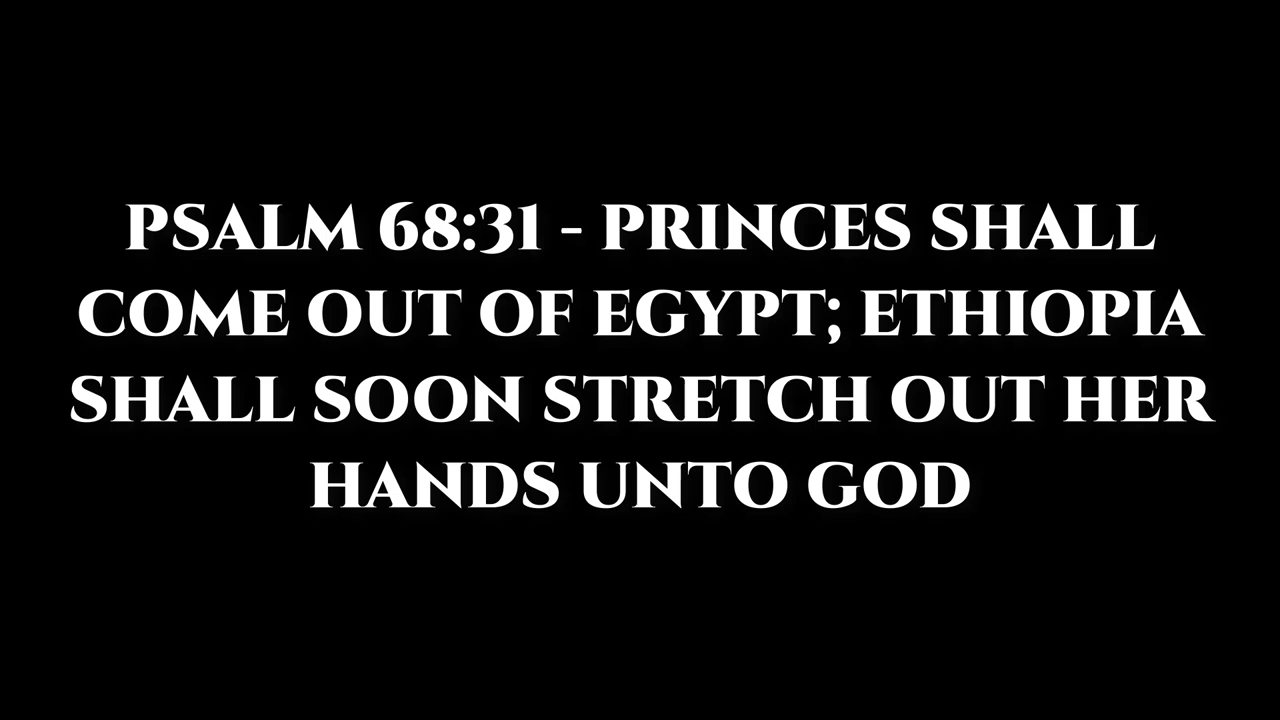 PSALM 68:31 - PRINCES SHALL
COME OUT OF EGYPT; ETHIOPIA
SHALL SOON STRETCH OUT HER
HANDS UNTO GOD